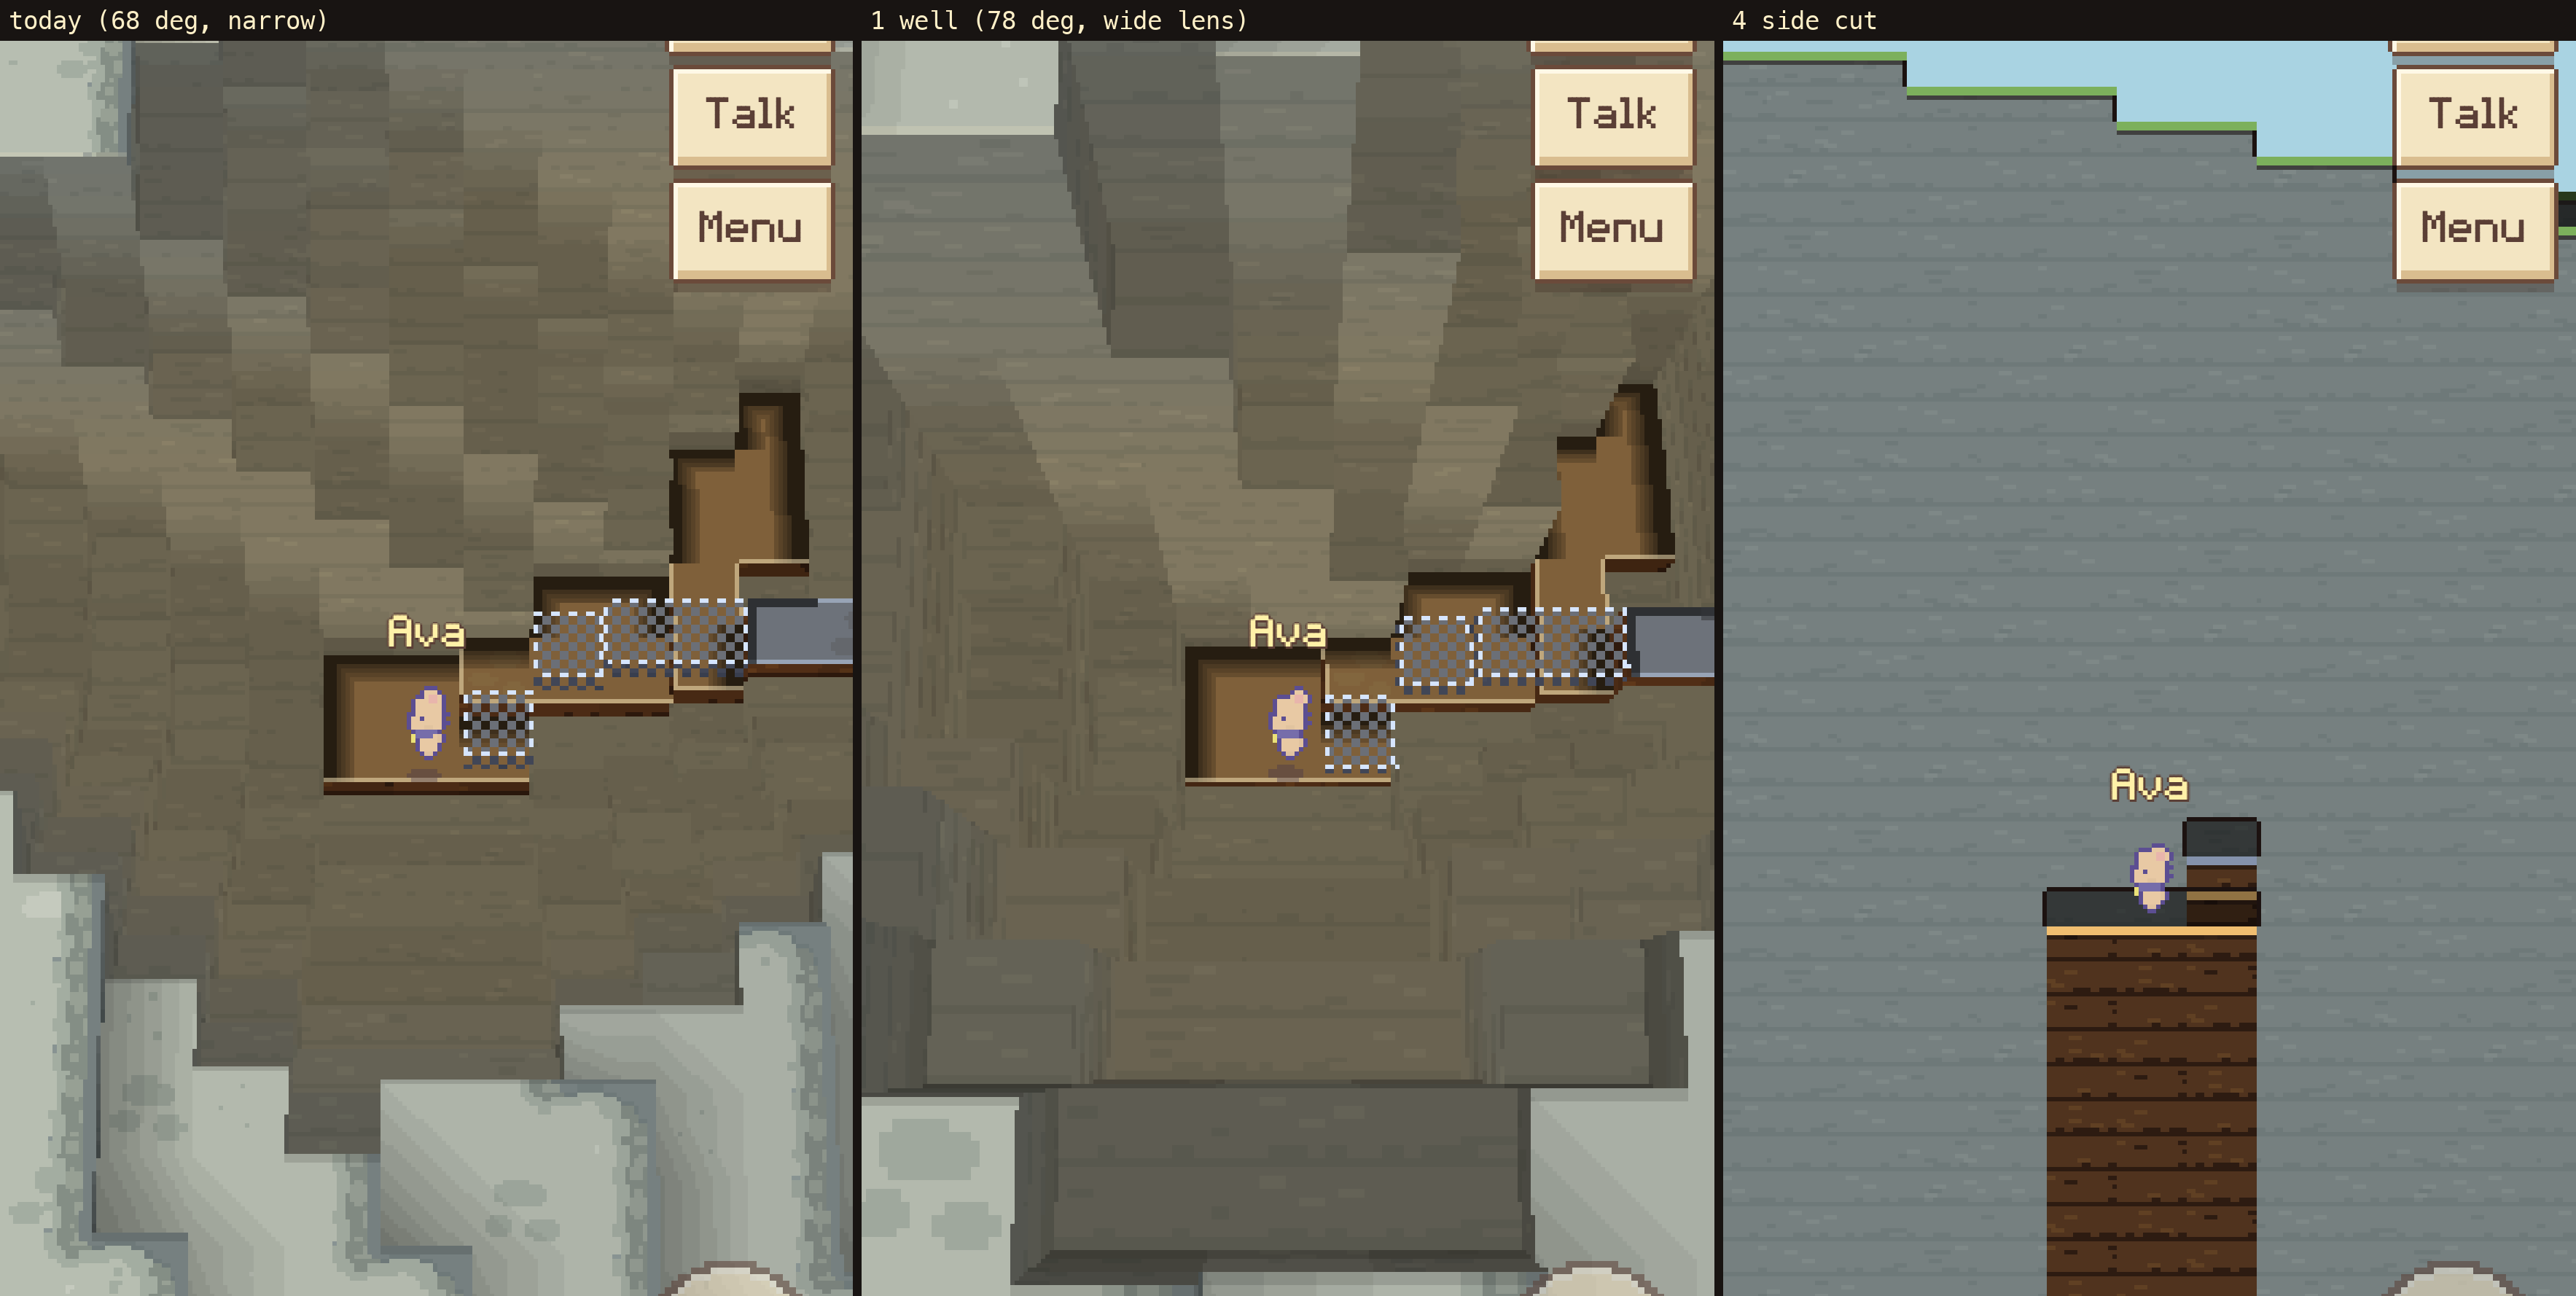 today (68 deg, narrow)
Talk
Menu
Ava
1 well (78 deg, wide lens)
Talk
Menu
Ava
4 side cut
Talk
Menu
Ava